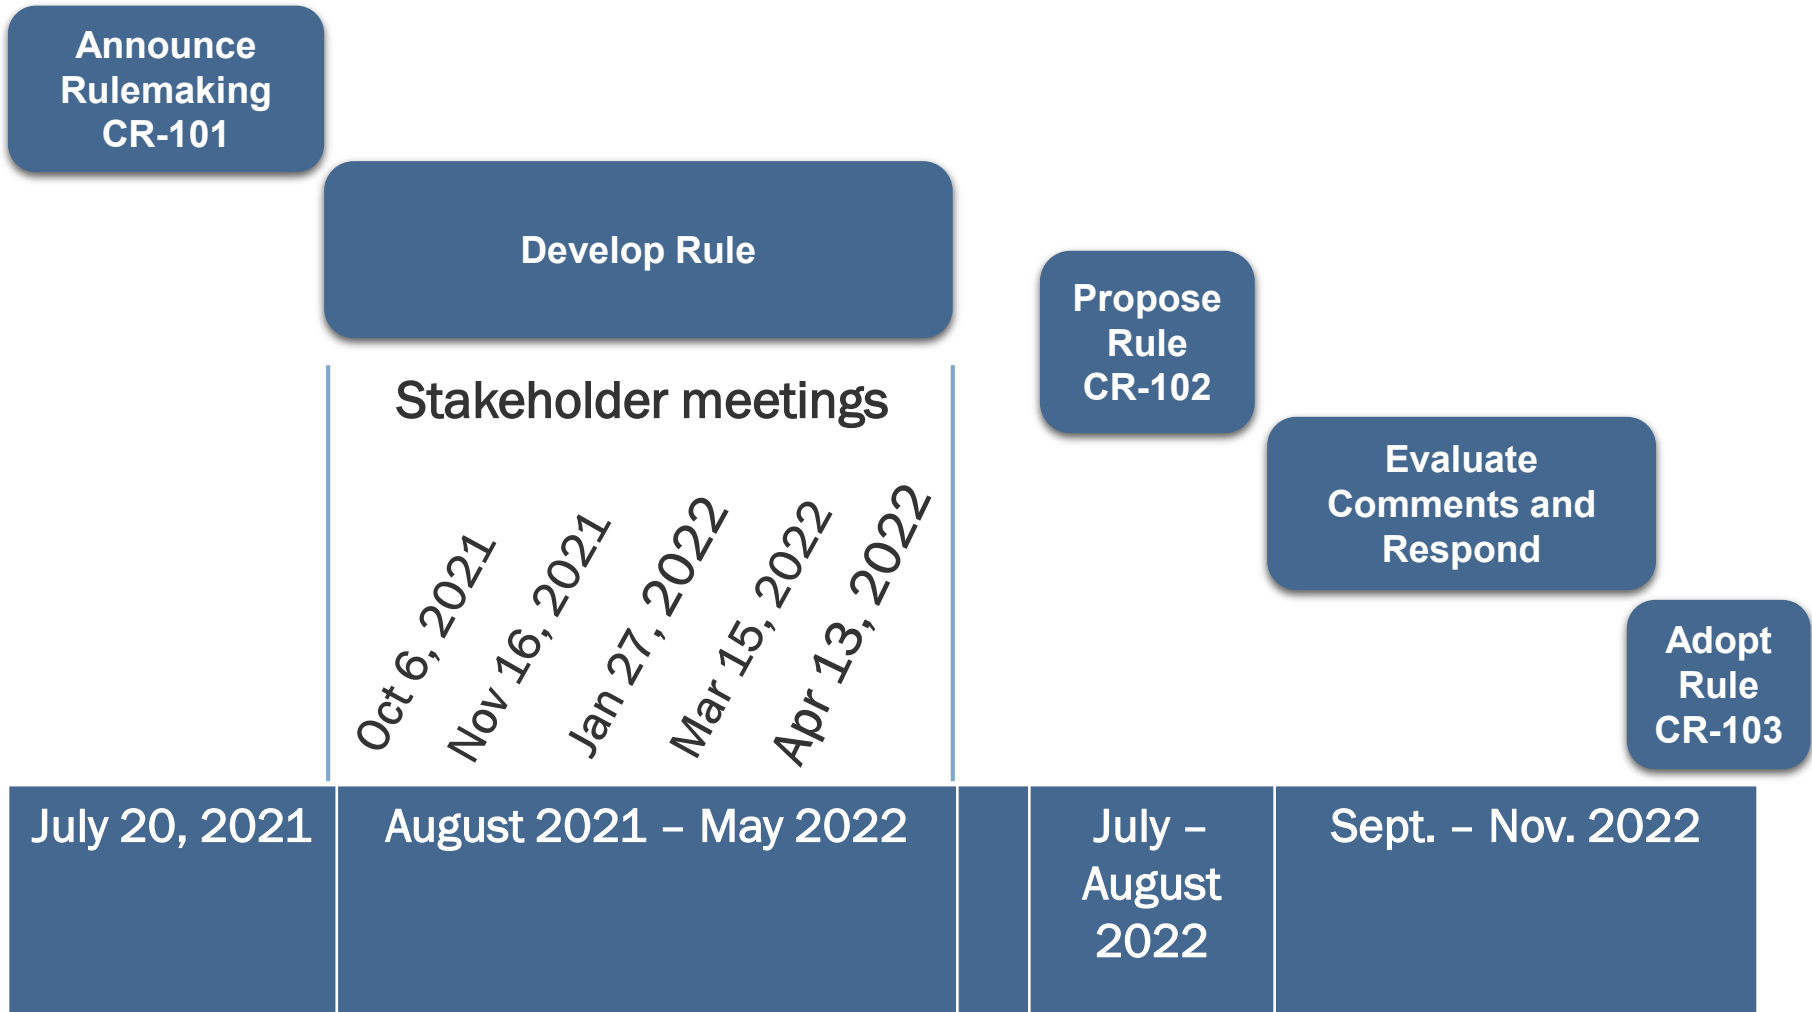 Announce
Rulemaking
CR-101
Develop Rule
Propose
Rule
CR-102
Stakeholder meetings
Evaluate
Comments and
Respond
Oct 6, 2021
Nov 16, 2021
Jan 27, 2022
Mar 15, 2022
Apr 13, 2022
Adopt
Rule
CR-103
July 20, 2021
August 2021 – May 2022
July –
August
2022
Sept. – Nov. 2022